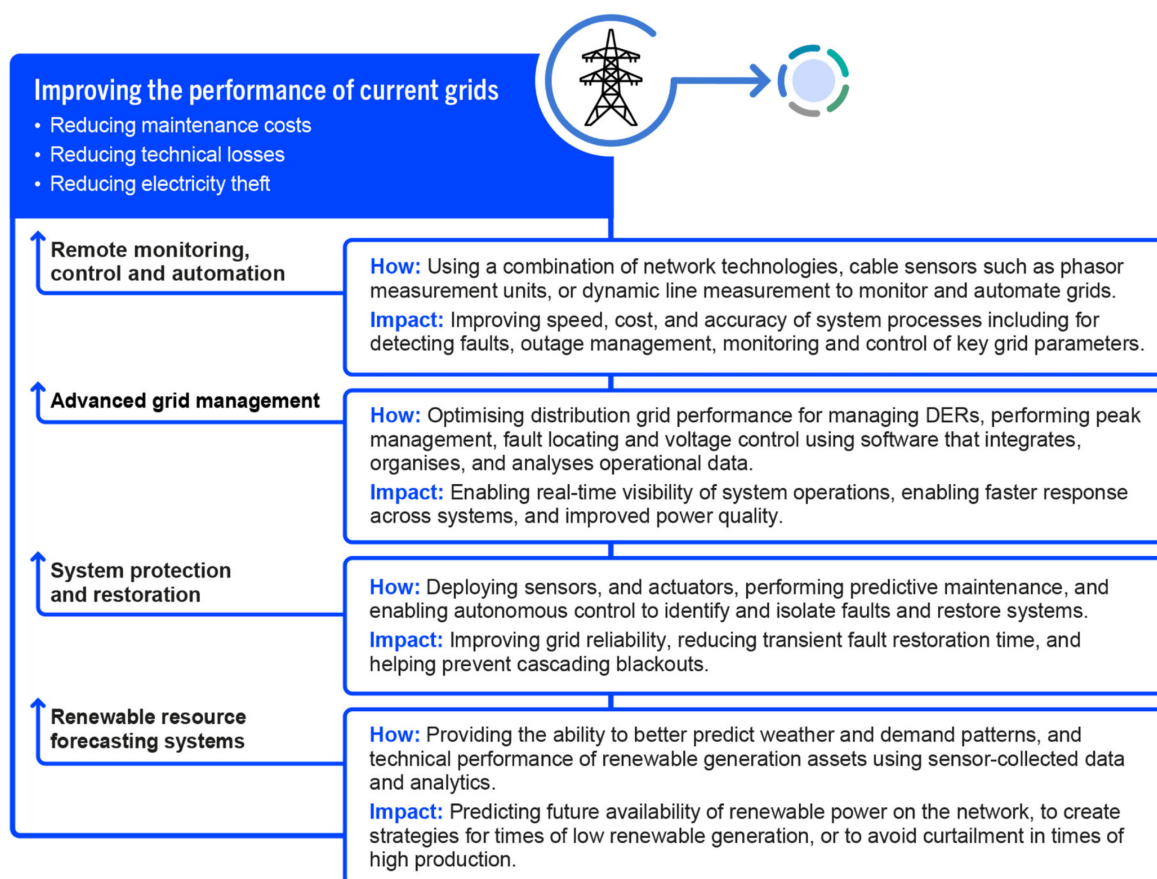 Improving the performance of current grids
• Reducing maintenance costs
• Reducing technical losses
• Reducing electricity theft
Remote monitoring,
control and automation
How: Using a combination of network technologies, cable sensors such as phasor
measurement units, or dynamic line measurement to monitor and automate grids.
Impact: Improving speed, cost, and accuracy of system processes including for
detecting faults, outage management, monitoring and control of key grid parameters.
Advanced grid management
How: Optimising distribution grid performance for managing DERs, performing peak
management, fault locating and voltage control using software that integrates,
organises, and analyses operational data.
Impact: Enabling real-time visibility of system operations, enabling faster response
across systems, and improved power quality.
System protection
and restoration
How: Deploying sensors, and actuators, performing predictive maintenance, and
enabling autonomous control to identify and isolate faults and restore systems.
Impact: Improving grid reliability, reducing transient fault restoration time, and
helping prevent cascading blackouts.
Renewable resource
forecasting systems
How: Providing the ability to better predict weather and demand patterns, and
technical performance of renewable generation assets using sensor-collected data
and analytics.
Impact: Predicting future availability of renewable power on the network, to create
strategies for times of low renewable generation, or to avoid curtailment in times of
high production.